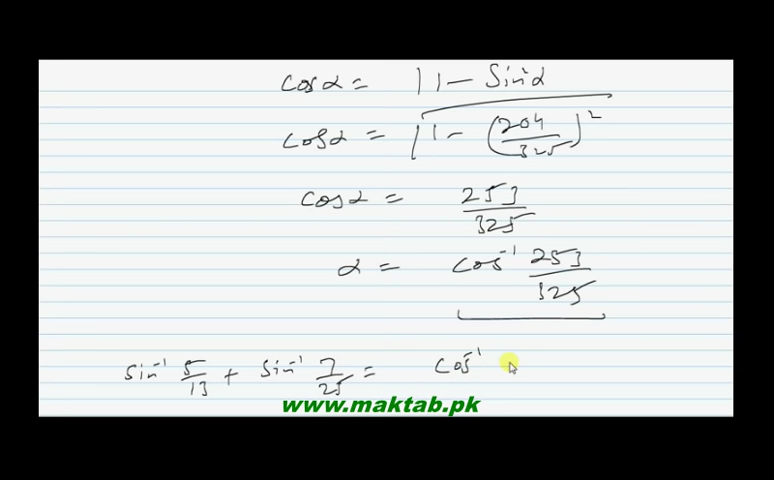 cosα = √1 - Sin²α
cosα = √1 - (204/325)²
cosα = 253/325
α = cos⁻¹ 253/325
sin⁻¹ 5/13 + sin⁻¹ 7/25 = cos⁻¹
www.maktab.pk